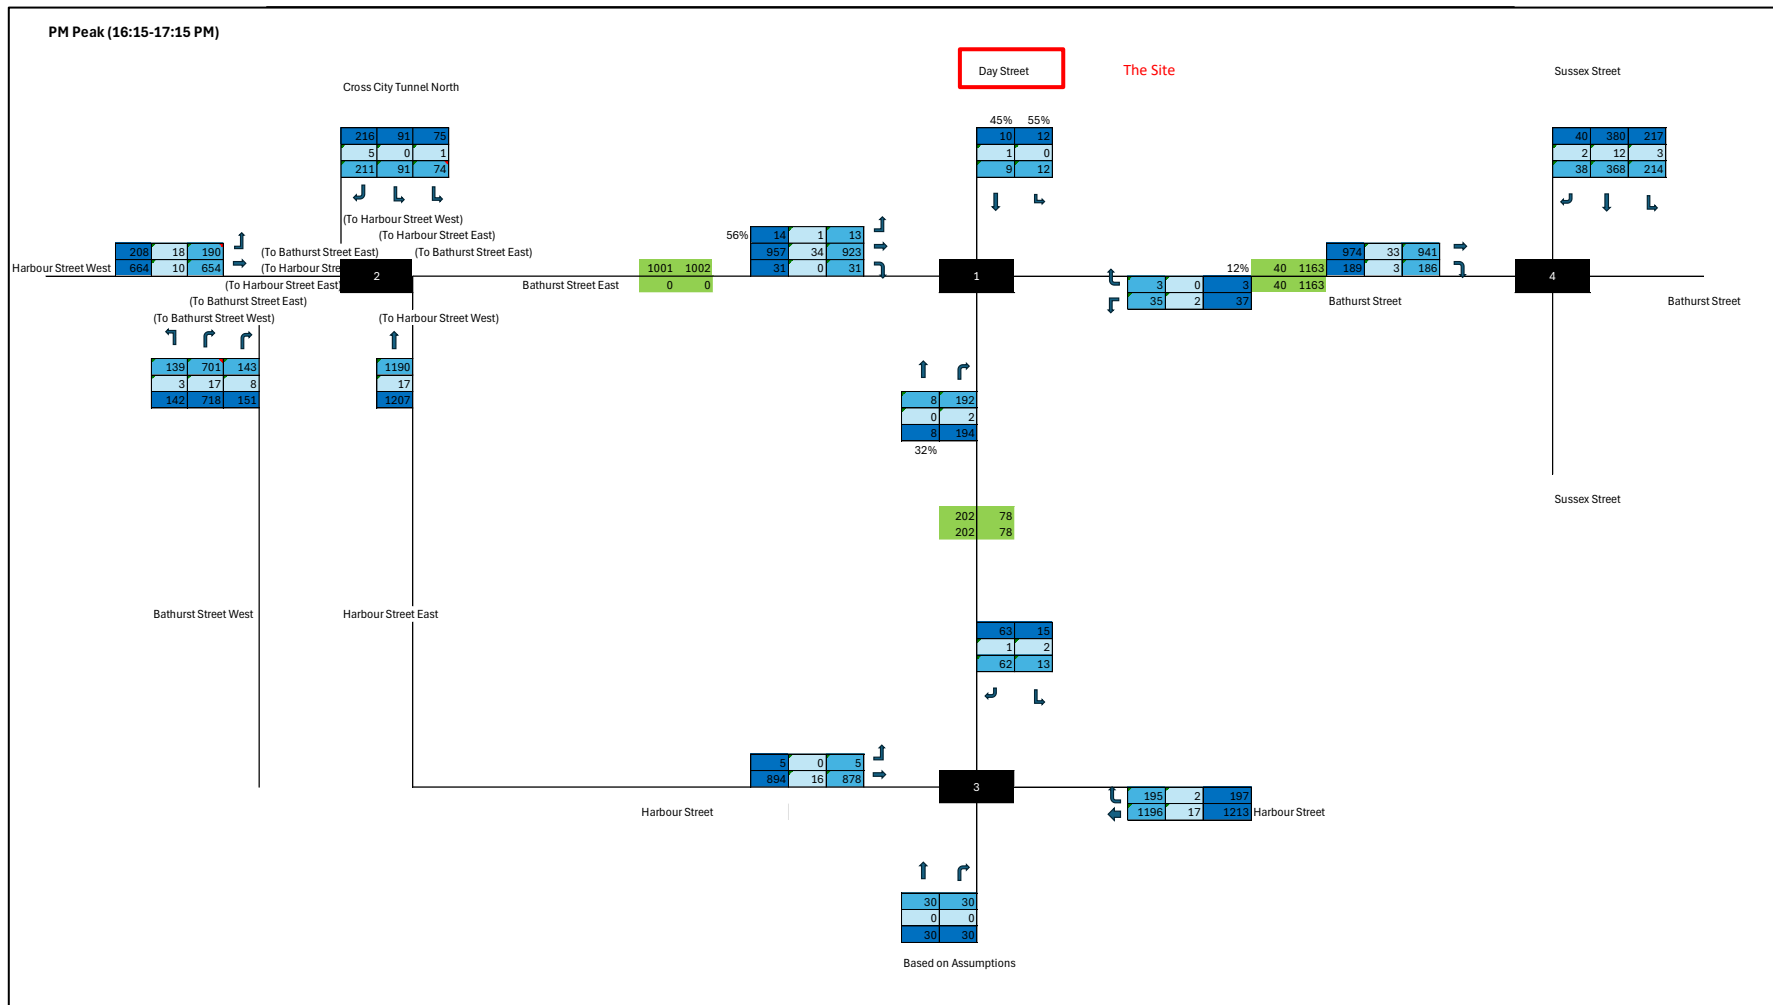 PM Peak (16:15-17:15 PM)
Day Street
The Site
Sussex Street
Cross City Tunnel North
45% 55%
216 91 75
10 12
40 380 217
5 0 1
1 0
2 12 3
211 91 74
9 12
38 368 214
(To Harbour Street West)
(To Harbour Street East)
(To Bathurst Street East)
56%
14 1 13
957 34 923
31 0 31
208 18 190
664 10 654
Harbour Street West
(To Bathurst Street East)
(To Harbour Stre
(To Harbour Street East)
(To Bathurst Street East)
(To Bathurst Street West)
2
1001 1002
0 0
Bathurst Street East
1
12%
3 0 3
35 2 37
40 1163
40 1163
974 33 941
189 3 186
Bathurst Street
4
Bathurst Street
(To Harbour Street West)
139 701 143
3 17 8
142 718 151
1190
17
1207
8 192
0 2
8 194
32%
Sussex Street
202 78
202 78
Bathurst Street West
Harbour Street East
63 15
1 2
62 13
5 0 5
894 16 878
3
195 2 197
1196 17 1213
Harbour Street
Harbour Street
30 30
0 0
30 30
Based on Assumptions